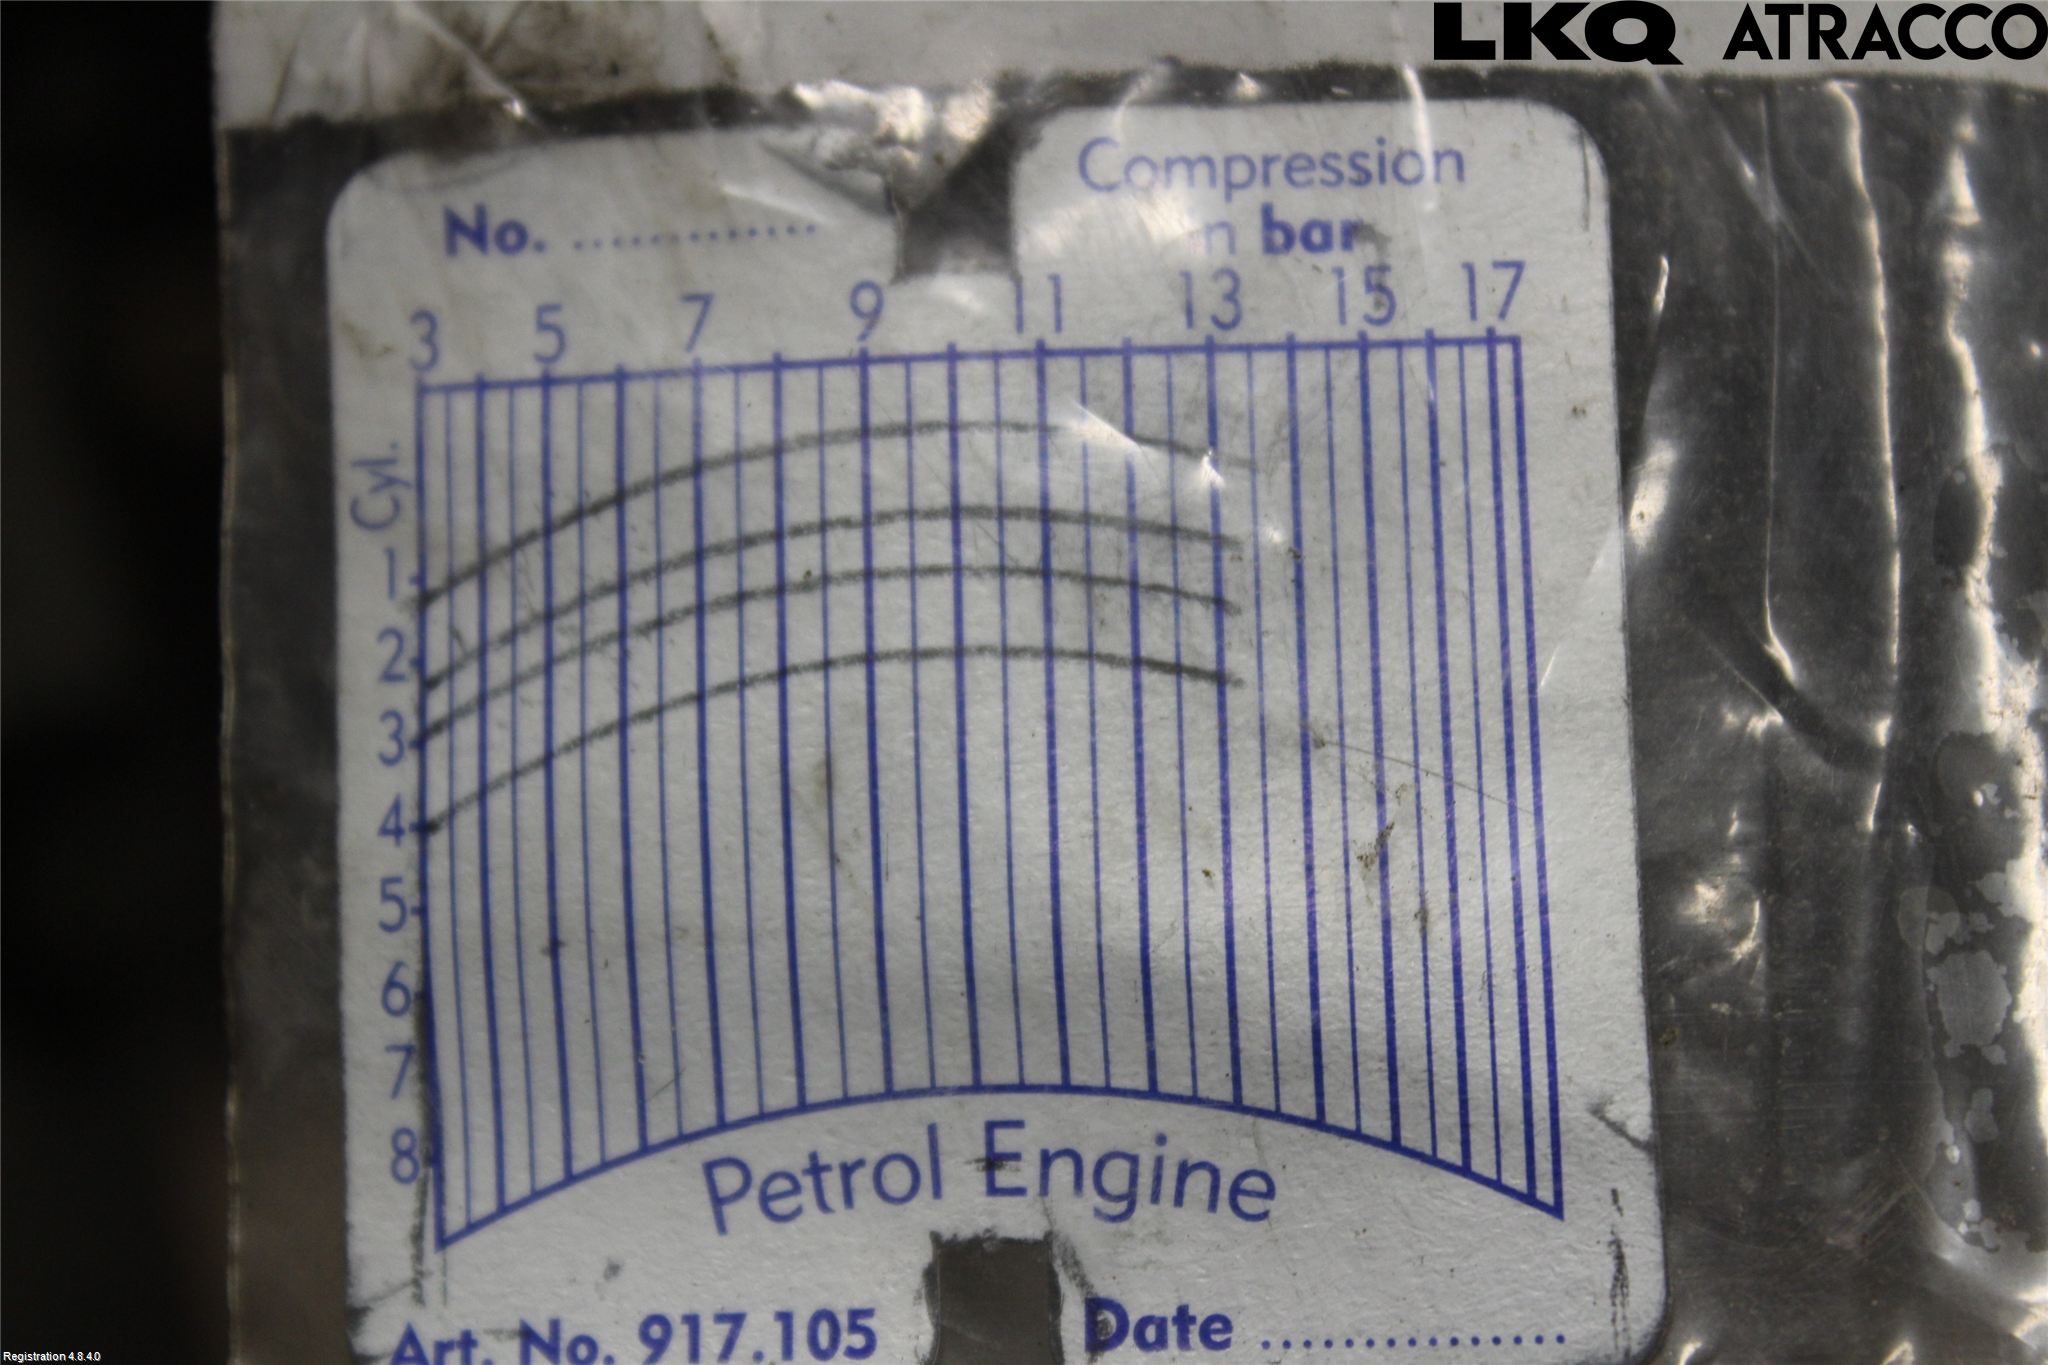 LKQ ATRACCO
No. ..............
Compression
in bar
3 5 7 9 11 13 15 17
Cyl.
1
2
3
4
5
6
7
8
Petrol Engine
Art. No. 917.105
Date ................
Registration 4.8.4.0